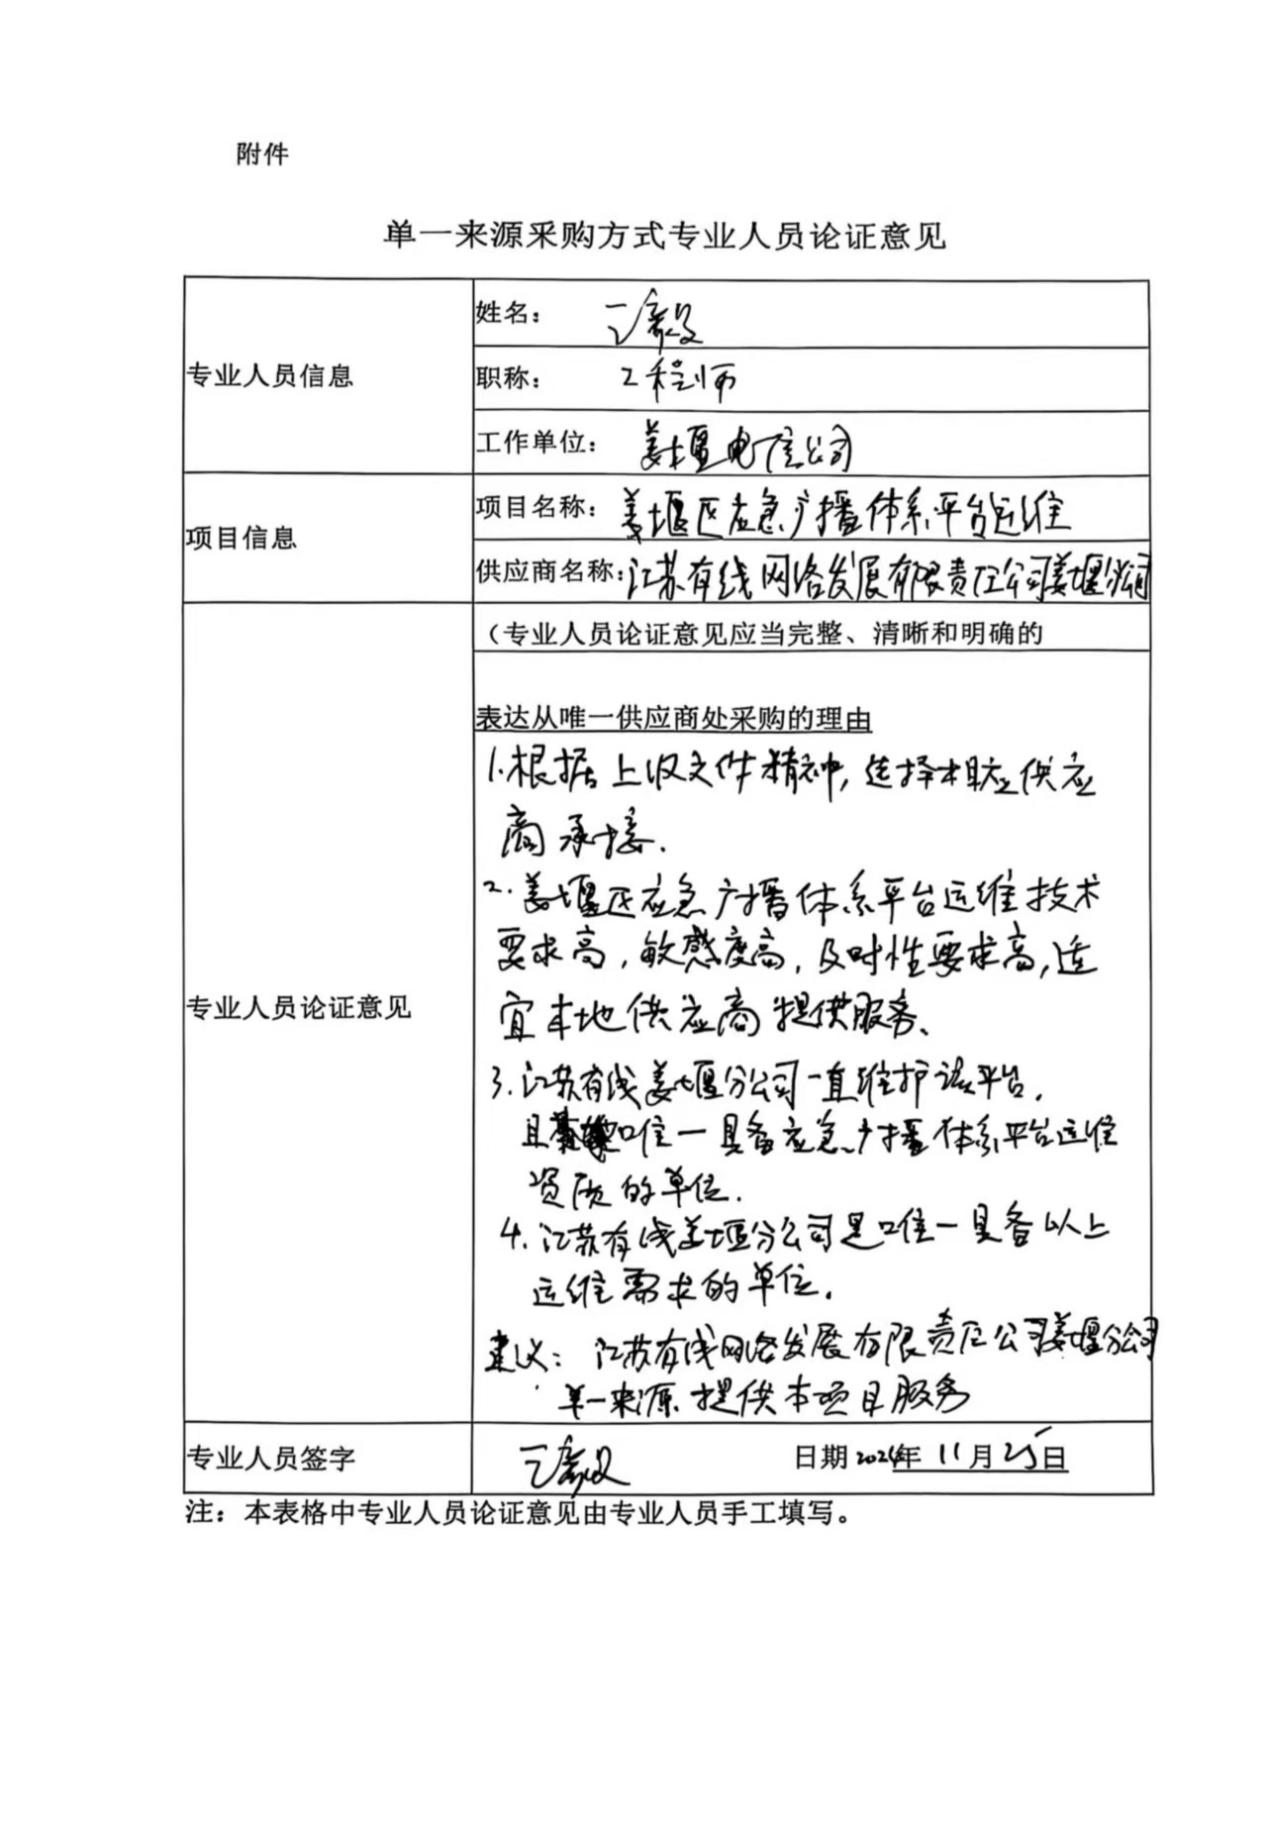 附件
单一来源采购方式专业人员论证意见
专业人员信息
姓名：
职称： 工程师
工作单位： 姜堰电信公司
项目信息
项目名称：姜堰区应急广播体系平台运维
供应商名称：江苏有线网络发展有限责任公司姜堰分公司
专业人员论证意见
（专业人员论证意见应当完整、清晰和明确的
表达从唯一供应商处采购的理由
1.根据上级文件精神，选择相应供应
商承接.
2.姜堰区应急广播体系平台运维技术
要求高，敏感度高，及时性要求高，适
宜本地供应商提供服务、
3.江苏有线姜堰分公司一直维护该平台.
且唯一具备应急广播体系平台运维
资质的单位.
4.江苏有线姜堰分公司是唯一具备以上
运维需求的单位.
建议：江苏有线网络发展有限责任公司姜堰分公司
单一来源提供本项目服务
专业人员签字
日期2024年11月25日
注：本表格中专业人员论证意见由专业人员手工填写。